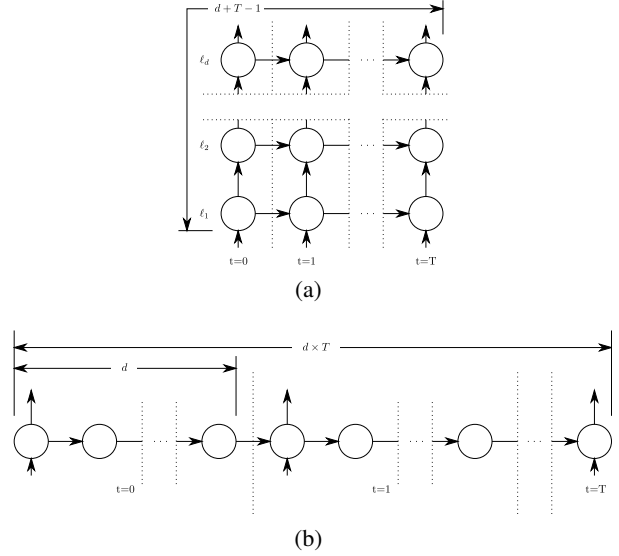 d + T − 1
ℓ_d ...
ℓ_2
ℓ_1 ...
t=0 t=1 t=T
(a)
d × T
d
... ... ...
t=0 t=1 t=T
(b)